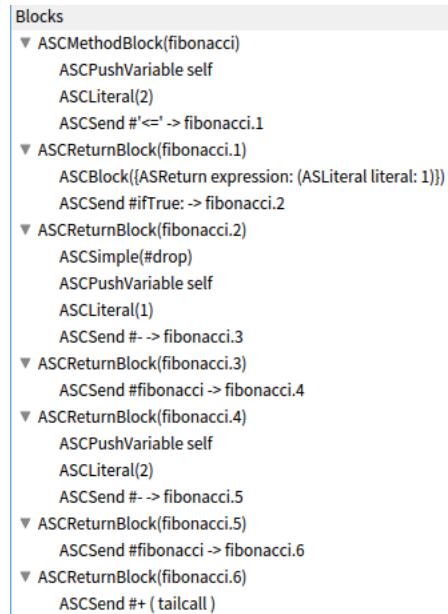 Blocks
ASCMethodBlock(fibonacci)
ASCPushVariable self
ASCLiteral(2)
ASCSend #'<=' -> fibonacci.1
ASCReturnBlock(fibonacci.1)
ASCBlock({ASReturn expression: (ASLiteral literal: 1)})
ASCSend #ifTrue: -> fibonacci.2
ASCReturnBlock(fibonacci.2)
ASCSimple(#drop)
ASCPushVariable self
ASCLiteral(1)
ASCSend #- -> fibonacci.3
ASCReturnBlock(fibonacci.3)
ASCSend #fibonacci -> fibonacci.4
ASCReturnBlock(fibonacci.4)
ASCPushVariable self
ASCLiteral(2)
ASCSend #- -> fibonacci.5
ASCReturnBlock(fibonacci.5)
ASCSend #fibonacci -> fibonacci.6
ASCReturnBlock(fibonacci.6)
ASCSend #+ ( tailcall )